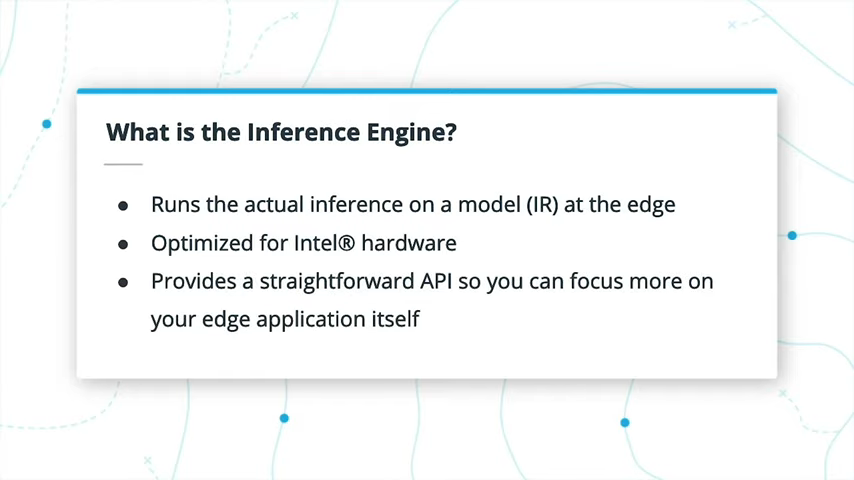 What is the Inference Engine?
● Runs the actual inference on a model (IR) at the edge
● Optimized for Intel® hardware
● Provides a straightforward API so you can focus more on
your edge application itself